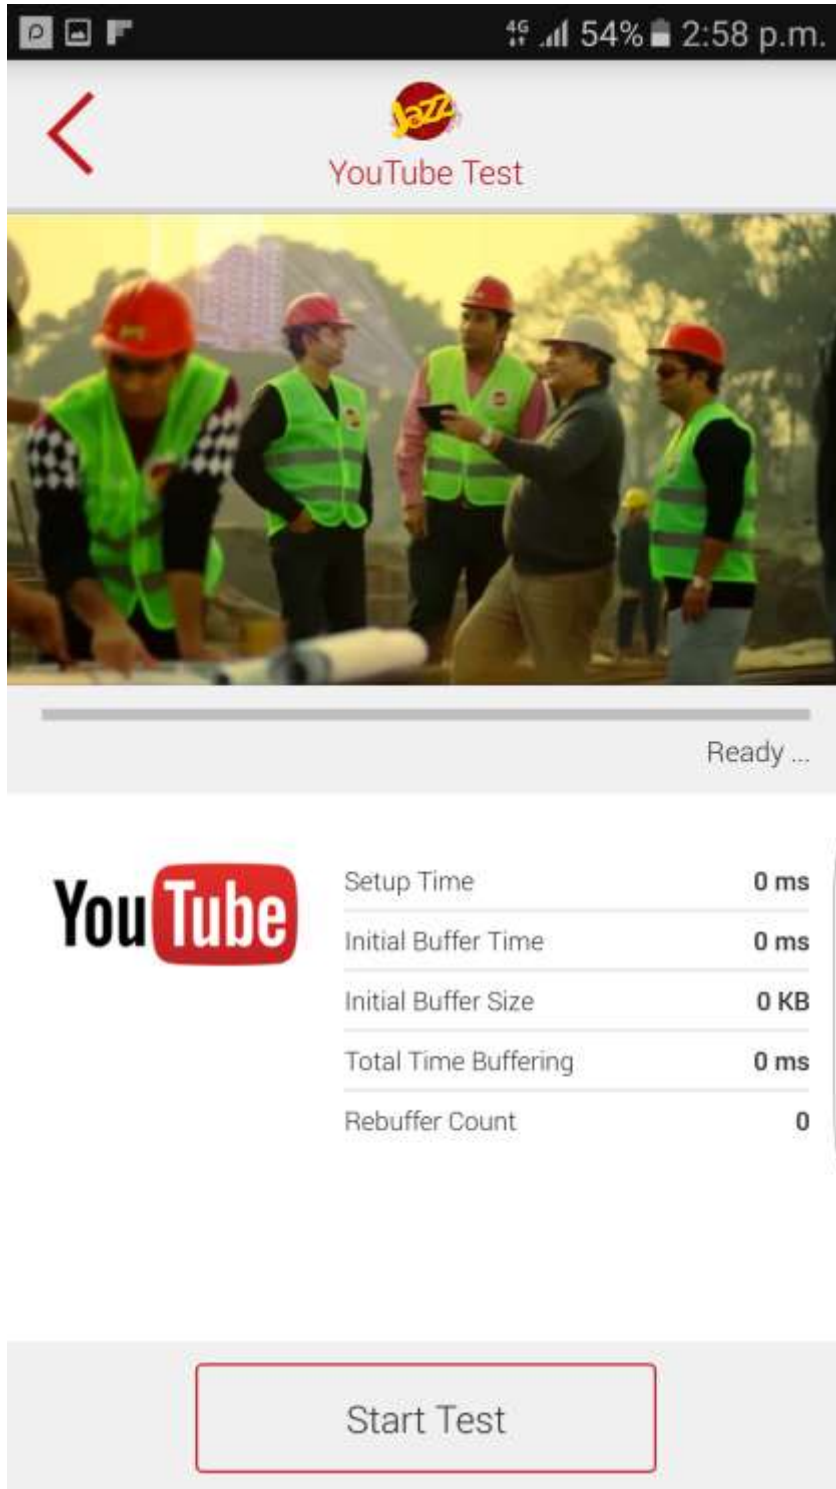 4G 54% 2:58 p.m.
Jazz
YouTube Test
Ready ...
YouTube
Setup Time 0 ms
Initial Buffer Time 0 ms
Initial Buffer Size 0 KB
Total Time Buffering 0 ms
Rebuffer Count 0
Start Test